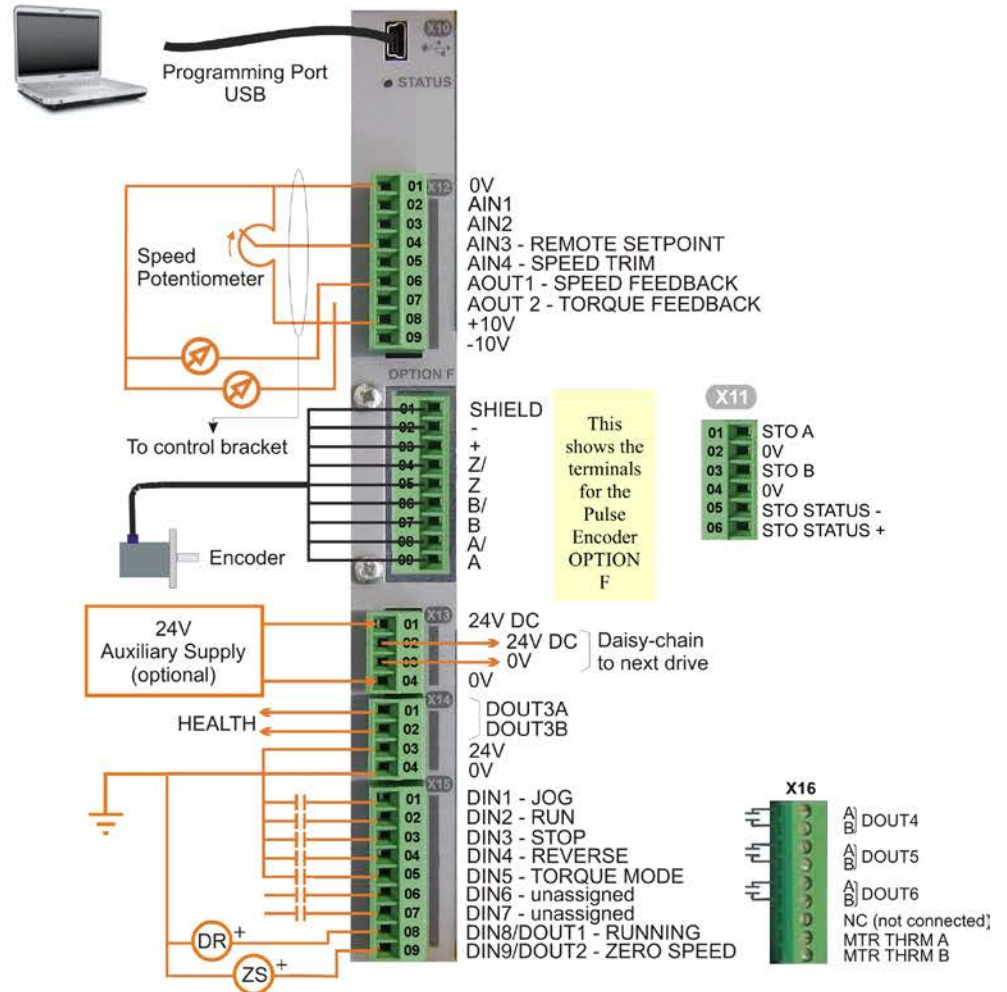 X10
Programming Port
USB
STATUS
01 X12 0V
02 AIN1
03 AIN2
04 AIN3 - REMOTE SETPOINT
05 AIN4 - SPEED TRIM
06 AOUT1 - SPEED FEEDBACK
07 AOUT 2 - TORQUE FEEDBACK
08 +10V
09 -10V
Speed
Potentiometer
OPTION F
To control bracket
01 SHIELD
02 -
03 +
04 Z/
05 Z
06 B/
07 B
08 A/
09 A
Encoder
This
shows the
terminals
for the
Pulse
Encoder
OPTION
F
X11
01 STO A
02 0V
03 STO B
04 0V
05 STO STATUS -
06 STO STATUS +
24V
Auxiliary Supply
(optional)
X13
01 24V DC
02 24V DC
03 0V
04 0V
Daisy-chain
to next drive
X14
HEALTH
01 DOUT3A
02 DOUT3B
03 24V
04 0V
X15
01 DIN1 - JOG
02 DIN2 - RUN
03 DIN3 - STOP
04 DIN4 - REVERSE
05 DIN5 - TORQUE MODE
06 DIN6 - unassigned
07 DIN7 - unassigned
08 DIN8/DOUT1 - RUNNING
09 DIN9/DOUT2 - ZERO SPEED
DR +
ZS +
X16
A
B DOUT4
A
B DOUT5
A
B DOUT6
NC (not connected)
MTR THRM A
MTR THRM B